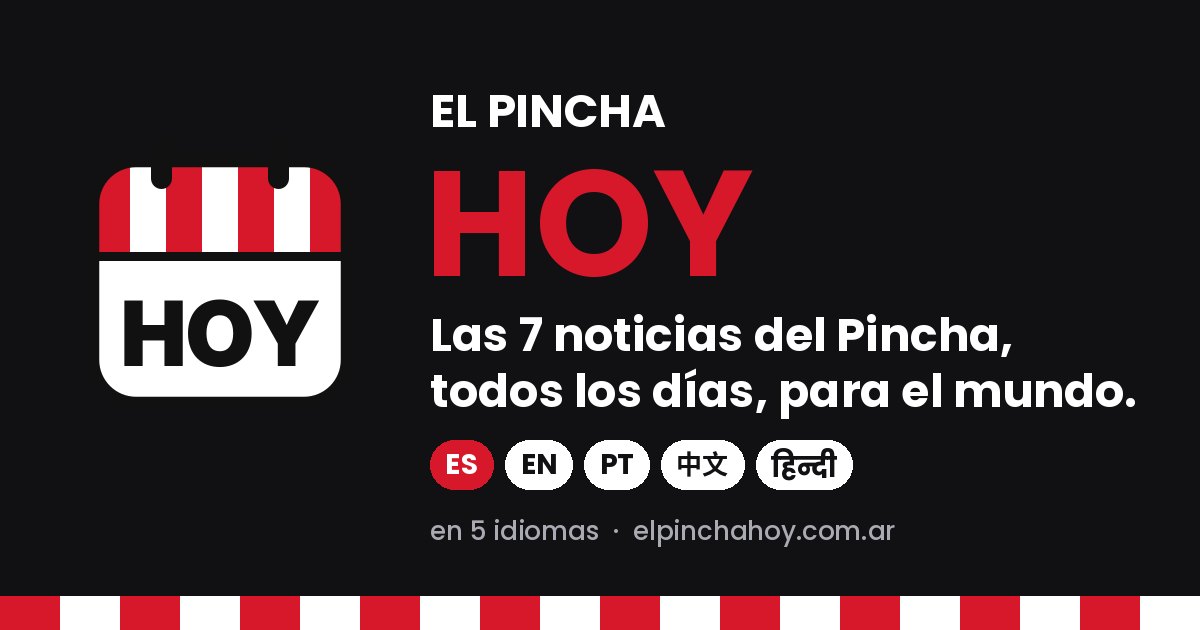 HOY
EL PINCHA
HOY
Las 7 noticias del Pincha,
todos los días, para el mundo.
ES EN PT 中文 हिन्दी
en 5 idiomas · elpinchahoy.com.ar